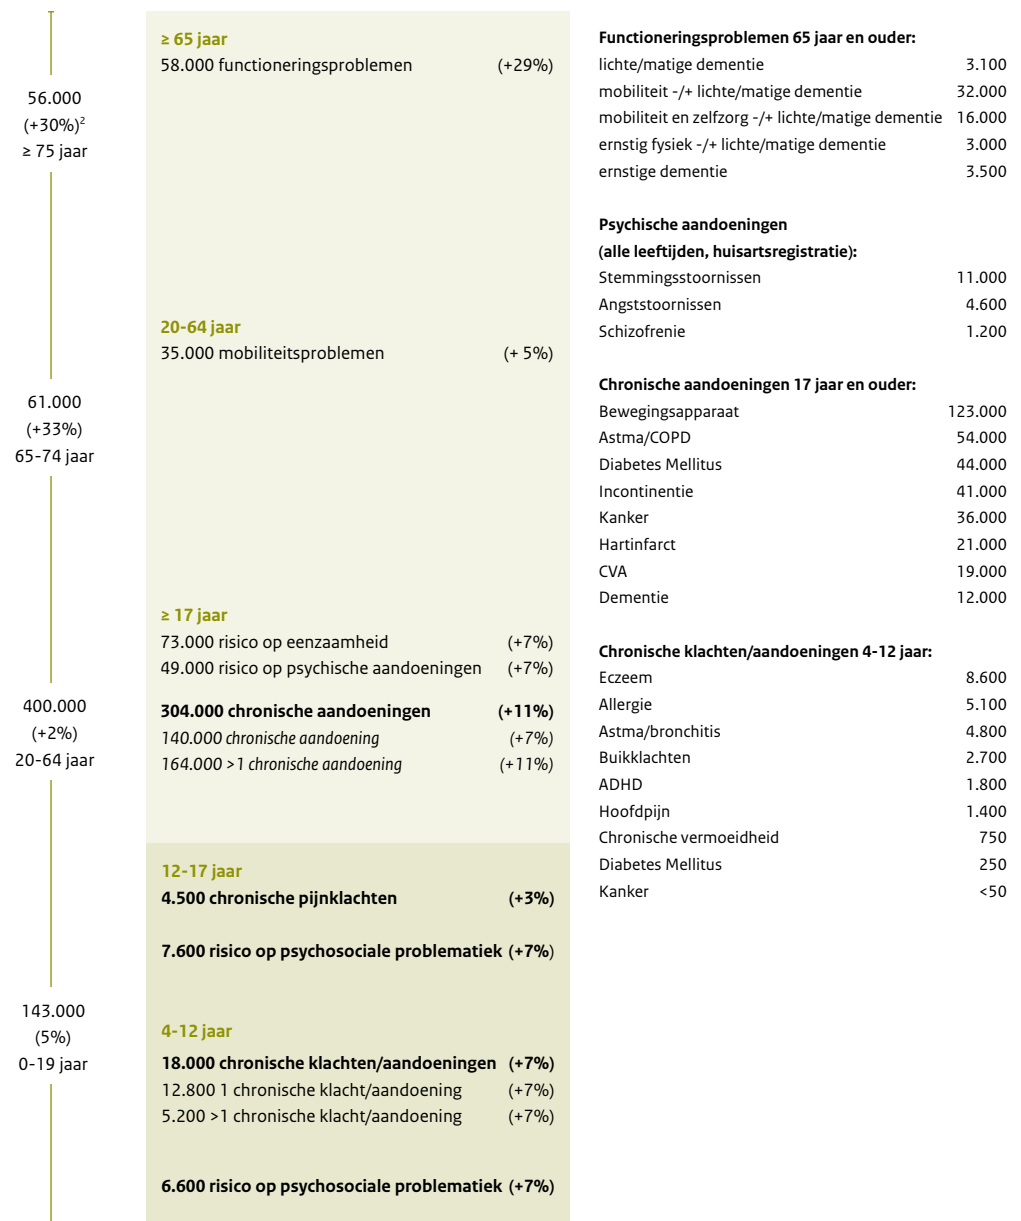 56.000
(+30%)²
≥ 75 jaar
61.000
(+33%)
65-74 jaar
400.000
(+2%)
20-64 jaar
143.000
(5%)
0-19 jaar
≥ 65 jaar
58.000 functioneringsproblemen (+29%)
20-64 jaar
35.000 mobiliteitsproblemen (+ 5%)
≥ 17 jaar
73.000 risico op eenzaamheid (+7%)
49.000 risico op psychische aandoeningen (+7%)
304.000 chronische aandoeningen (+11%)
140.000 chronische aandoening (+7%)
164.000 >1 chronische aandoening (+11%)
12-17 jaar
4.500 chronische pijnklachten (+3%)
7.600 risico op psychosociale problematiek (+7%)
4-12 jaar
18.000 chronische klachten/aandoeningen (+7%)
12.800 1 chronische klacht/aandoening (+7%)
5.200 >1 chronische klacht/aandoening (+7%)
6.600 risico op psychosociale problematiek (+7%)
Functioneringsproblemen 65 jaar en ouder:
lichte/matige dementie 3.100
mobiliteit -/+ lichte/matige dementie 32.000
mobiliteit en zelfzorg -/+ lichte/matige dementie 16.000
ernstig fysiek -/+ lichte/matige dementie 3.000
ernstige dementie 3.500
Psychische aandoeningen
(alle leeftijden, huisartsregistratie):
Stemmingsstoornissen 11.000
Angststoornissen 4.600
Schizofrenie 1.200
Chronische aandoeningen 17 jaar en ouder:
Bewegingsapparaat 123.000
Astma/COPD 54.000
Diabetes Mellitus 44.000
Incontinentie 41.000
Kanker 36.000
Hartinfarct 21.000
CVA 19.000
Dementie 12.000
Chronische klachten/aandoeningen 4-12 jaar:
Eczeem 8.600
Allergie 5.100
Astma/bronchitis 4.800
Buikklachten 2.700
ADHD 1.800
Hoofdpijn 1.400
Chronische vermoeidheid 750
Diabetes Mellitus 250
Kanker <50